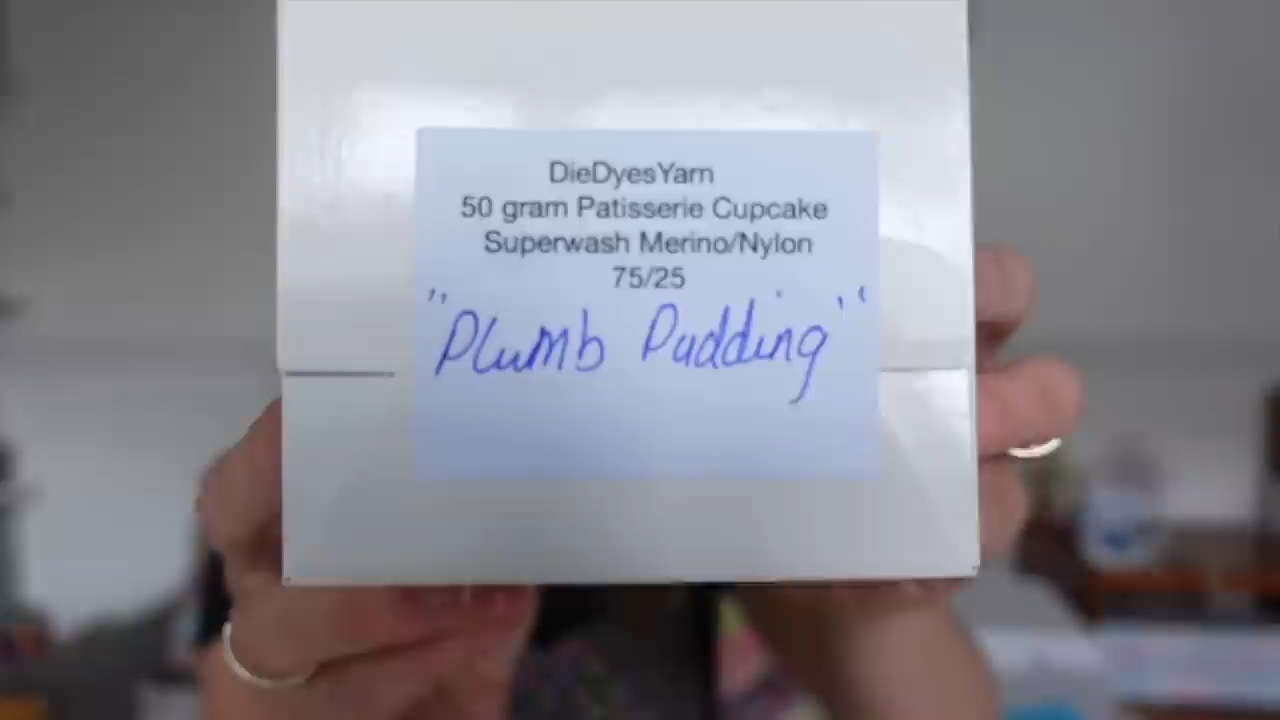 DieDyesYarn
50 gram Patisserie Cupcake
Superwash Merino/Nylon
75/25
"Plumb Pudding"